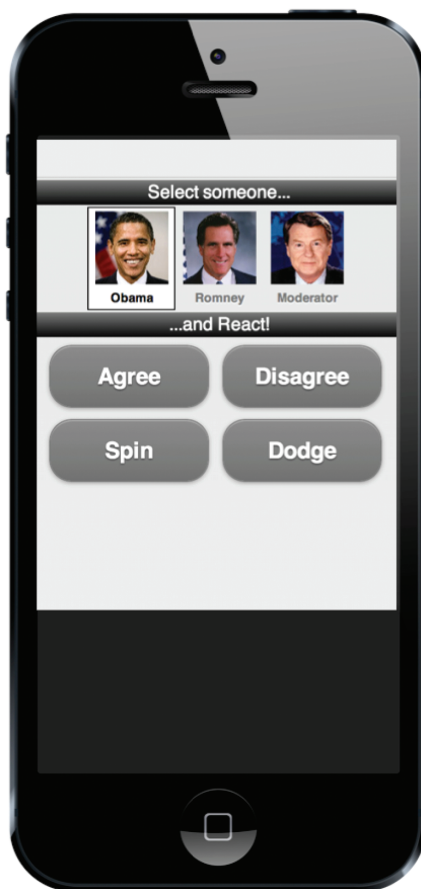 Select someone...
Obama Romney Moderator
...and React!
Agree Disagree
Spin Dodge